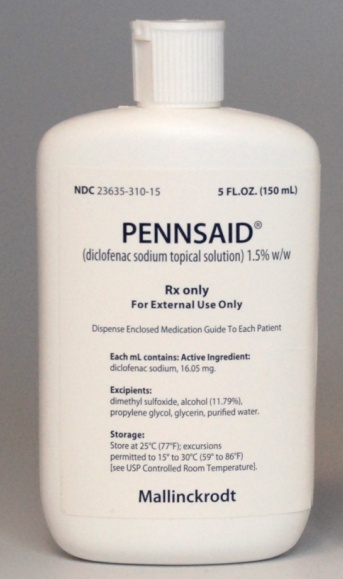 NDC 23635-310-15 5 FL.OZ. (150 mL)
PENNSAID®
(diclofenac sodium topical solution) 1.5% w/w
Rx only
For External Use Only
Dispense Enclosed Medication Guide To Each Patient
Each mL contains: Active Ingredient:
diclofenac sodium, 16.05 mg.
Excipients:
dimethyl sulfoxide, alcohol (11.79%),
propylene glycol, glycerin, purified water.
Storage:
Store at 25°C (77°F); excursions
permitted to 15° to 30°C (59° to 86°F)
[see USP Controlled Room Temperature].
Mallinckrodt